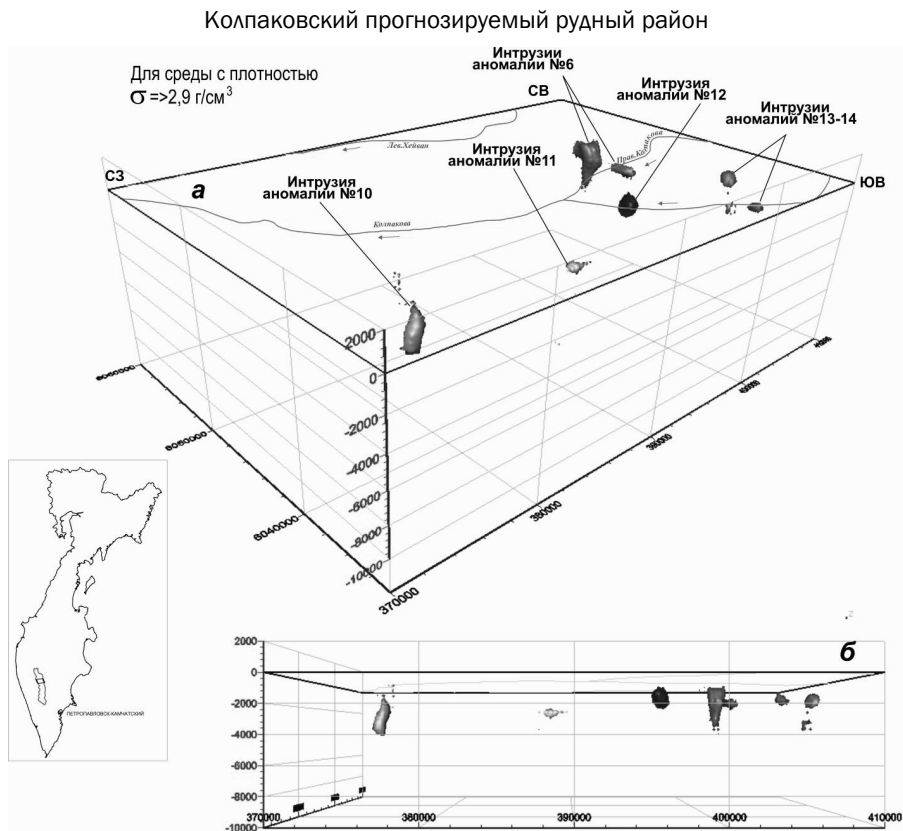 Колпаковский прогнозируемый рудный район
Для среды с плотностью
σ =>2,9 г/см³
Интрузии
аномалии №6
СВ
Интрузия
аномалии №12
Интрузии
аномалий №13-14
Лев.Хейван
Прав.Колпакова
Интрузия
аномалии №11
СЗ
а
Интрузия
аномалии №10
ЮВ
Колпакова
2000
0
-2000
-4000
-6000
-8000
-10000
6050000
6040000
370000
380000
390000
400000
ПЕТРОПАВЛОВСК-КАМЧАТСКИЙ
б
2000
0
-2000
-4000
-6000
-8000
-10000
370000
380000
390000
400000
410000